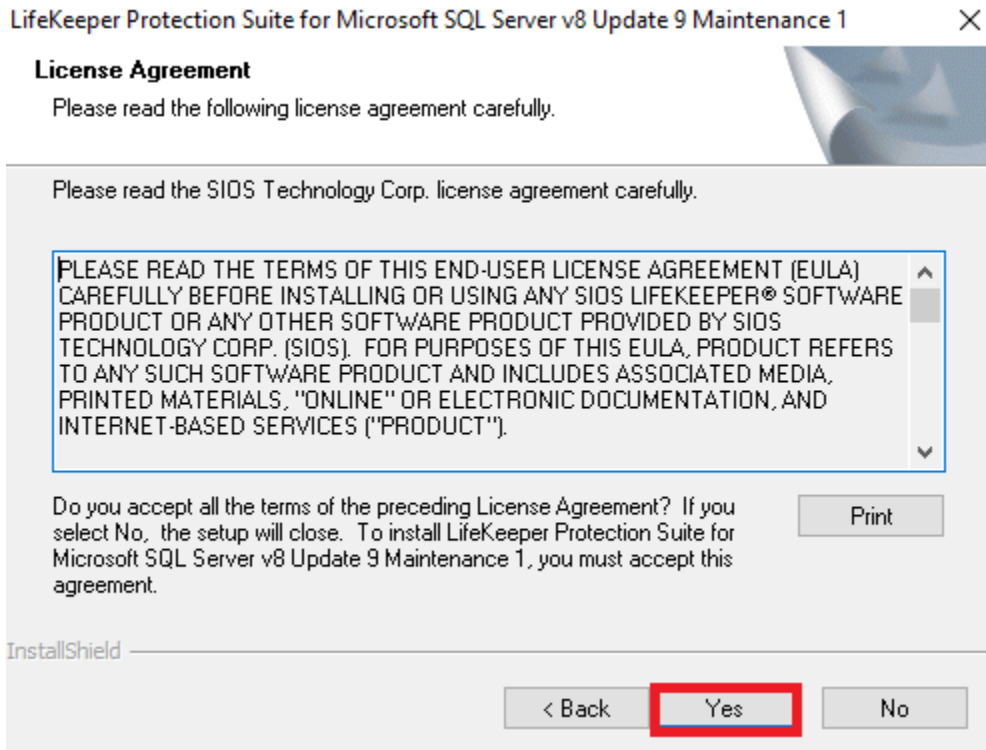 LifeKeeper Protection Suite for Microsoft SQL Server v8 Update 9 Maintenance 1
License Agreement
Please read the following license agreement carefully.
Please read the SIOS Technology Corp. license agreement carefully.
PLEASE READ THE TERMS OF THIS END-USER LICENSE AGREEMENT (EULA)
CAREFULLY BEFORE INSTALLING OR USING ANY SIOS LIFEKEEPER® SOFTWARE
PRODUCT OR ANY OTHER SOFTWARE PRODUCT PROVIDED BY SIOS
TECHNOLOGY CORP. (SIOS).  FOR PURPOSES OF THIS EULA, PRODUCT REFERS
TO ANY SUCH SOFTWARE PRODUCT AND INCLUDES ASSOCIATED MEDIA,
PRINTED MATERIALS, "ONLINE" OR ELECTRONIC DOCUMENTATION, AND
INTERNET-BASED SERVICES ("PRODUCT").
Do you accept all the terms of the preceding License Agreement?  If you
select No,  the setup will close.  To install LifeKeeper Protection Suite for
Microsoft SQL Server v8 Update 9 Maintenance 1, you must accept this
agreement.
Print
InstallShield
< Back
Yes
No